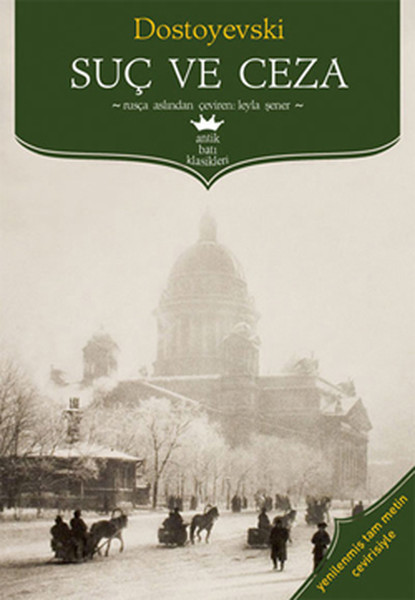 Dostoyevski
SUÇ VE CEZA
~ rusça aslından çeviren: leyla şener ~
antik
batı
klasikleri
yenilenmiş tam metin
çevirisiyle